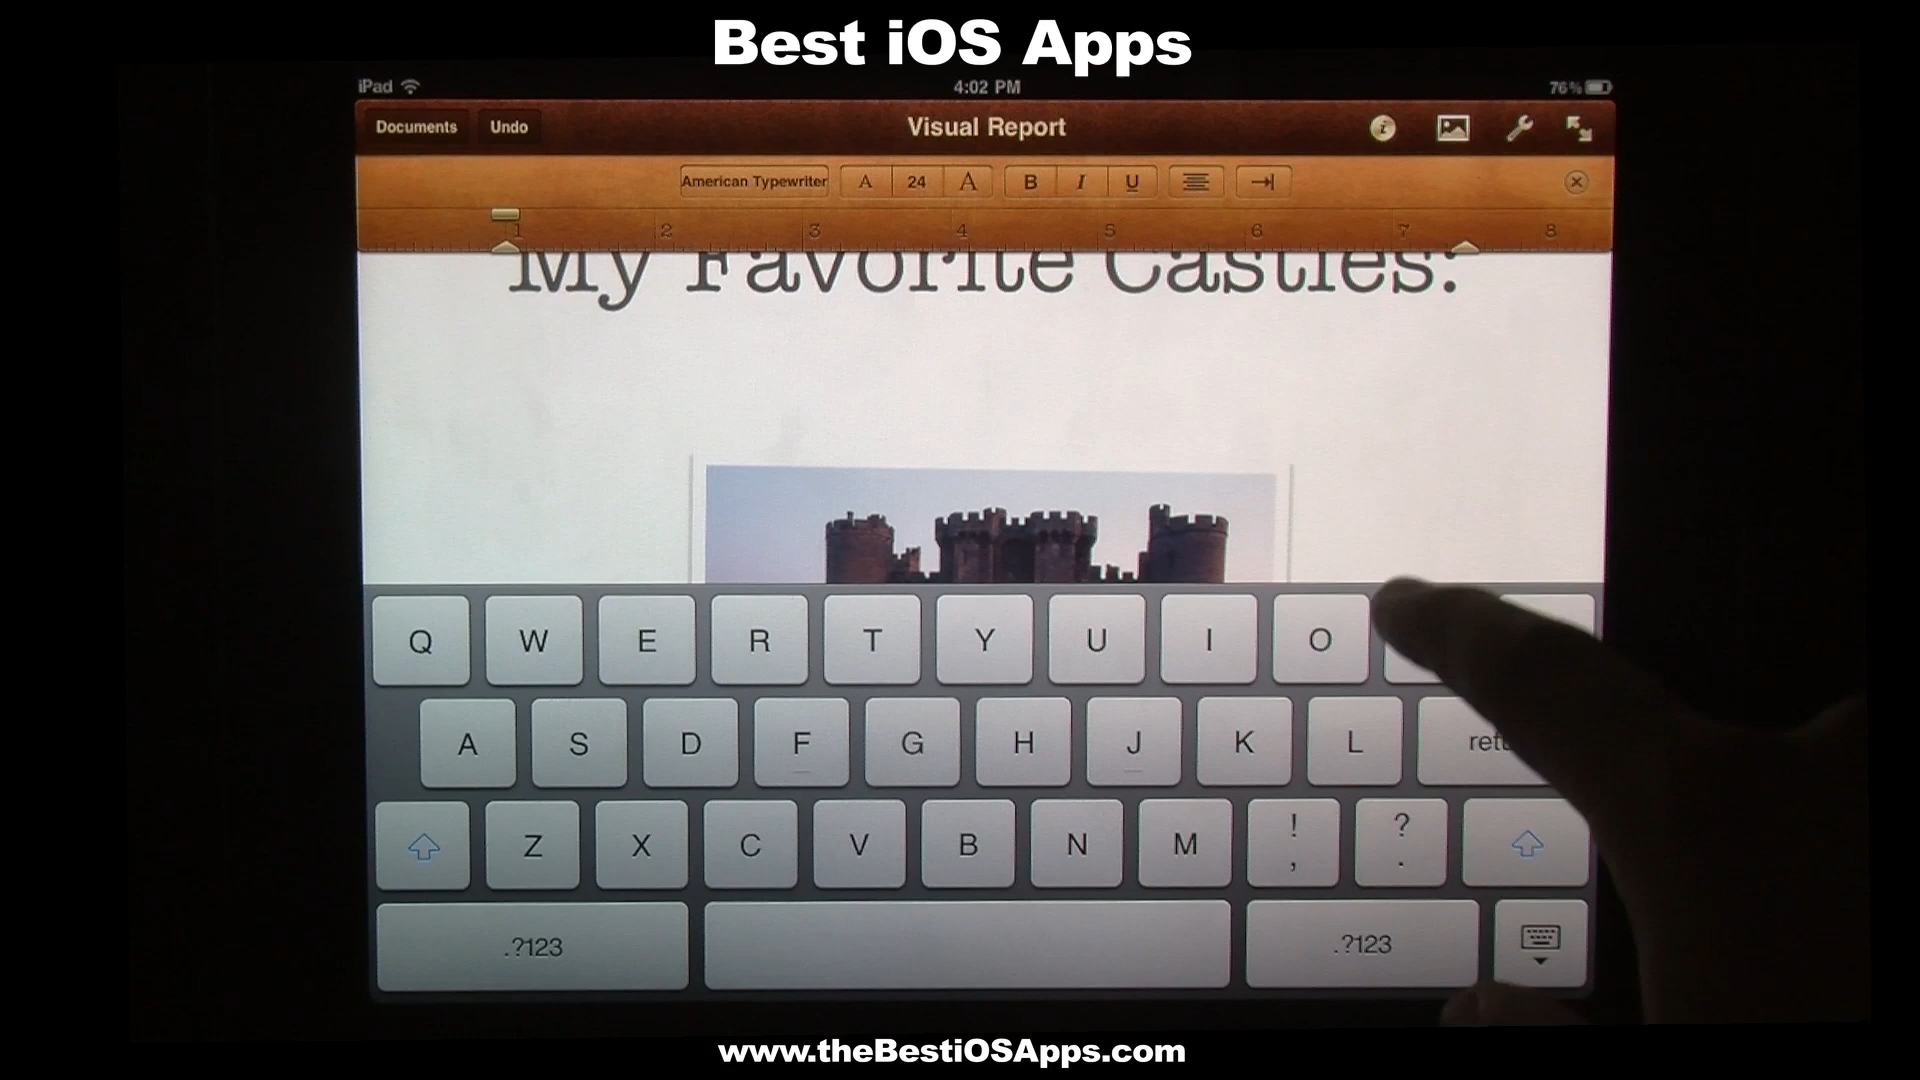 Best iOS Apps
iPad 4:02 PM 76%
Documents Undo Visual Report
American Typewriter A 24 A B I U
1 2 3 4 5 6 7 8
My Favorite Castles:
Q W E R T Y U I O
A S D F G H J K L
Z X C V B N M ! , ? .
.?123 .?123
www.theBestiOSApps.com